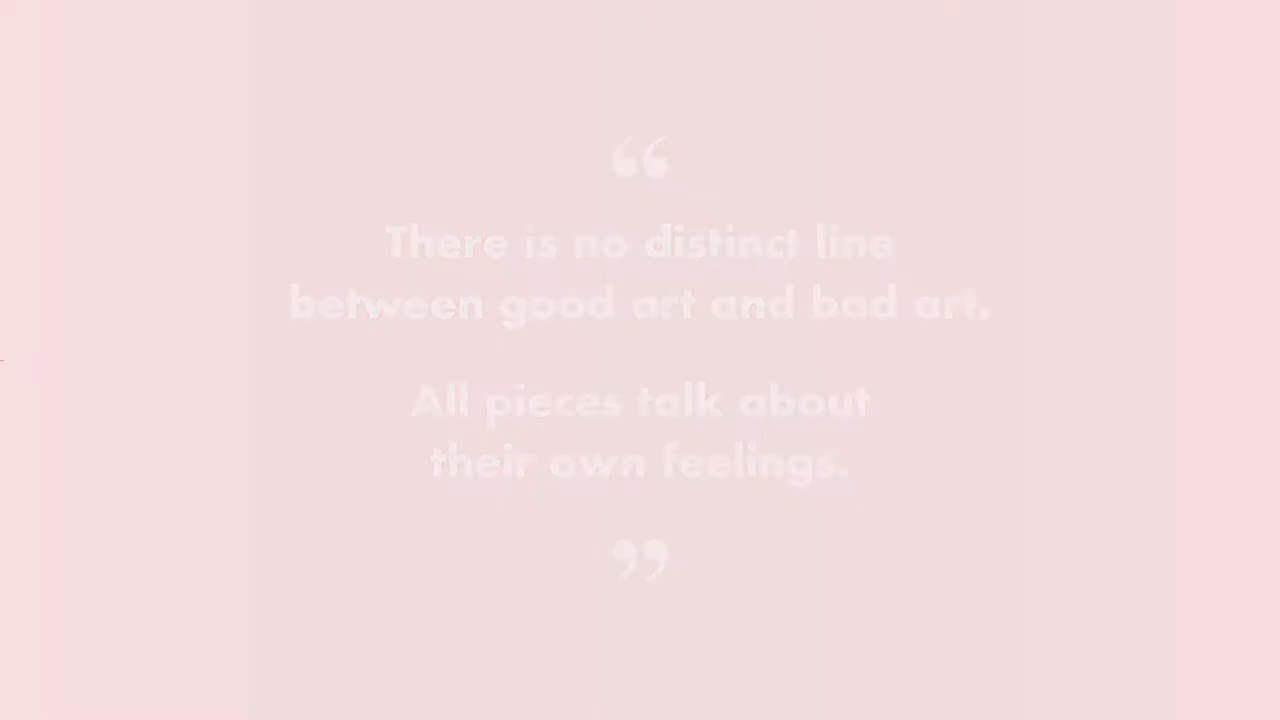 “
There is no distinct line
between good art and bad art.
All pieces talk about
their own feelings.
”